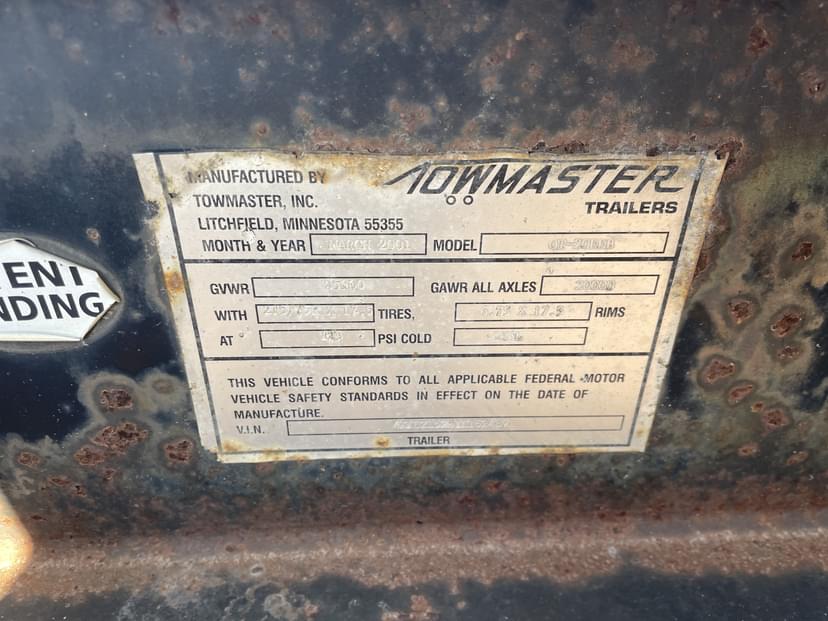 MANUFACTURED BY
TOWMASTER, INC.
LITCHFIELD, MINNESOTA 55355
TOWMASTER
TRAILERS
MONTH & YEAR MARCH 2001 MODEL
GVWR GAWR ALL AXLES
WITH TIRES, RIMS
AT PSI COLD
THIS VEHICLE CONFORMS TO ALL APPLICABLE FEDERAL MOTOR
VEHICLE SAFETY STANDARDS IN EFFECT ON THE DATE OF
MANUFACTURE.
V.I.N.
TRAILER
ENT
NDING